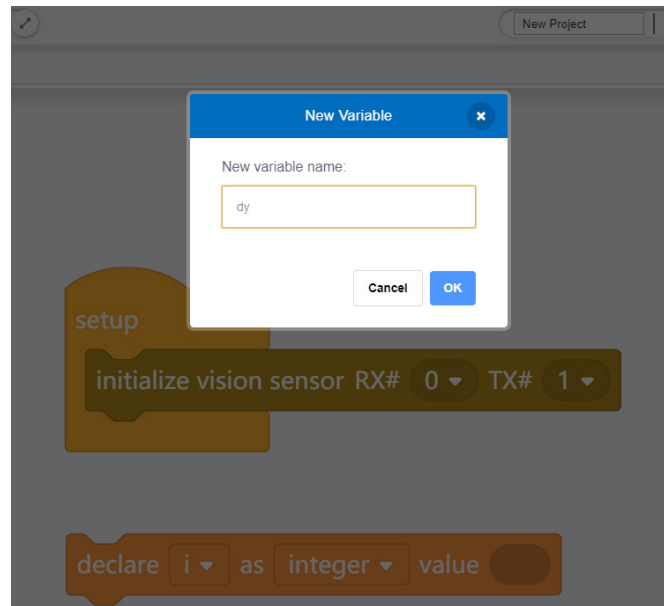 New Project
New Variable
New variable name:
dy
Cancel OK
setup
initialize vision sensor RX# 0 TX# 1
declare i as integer value